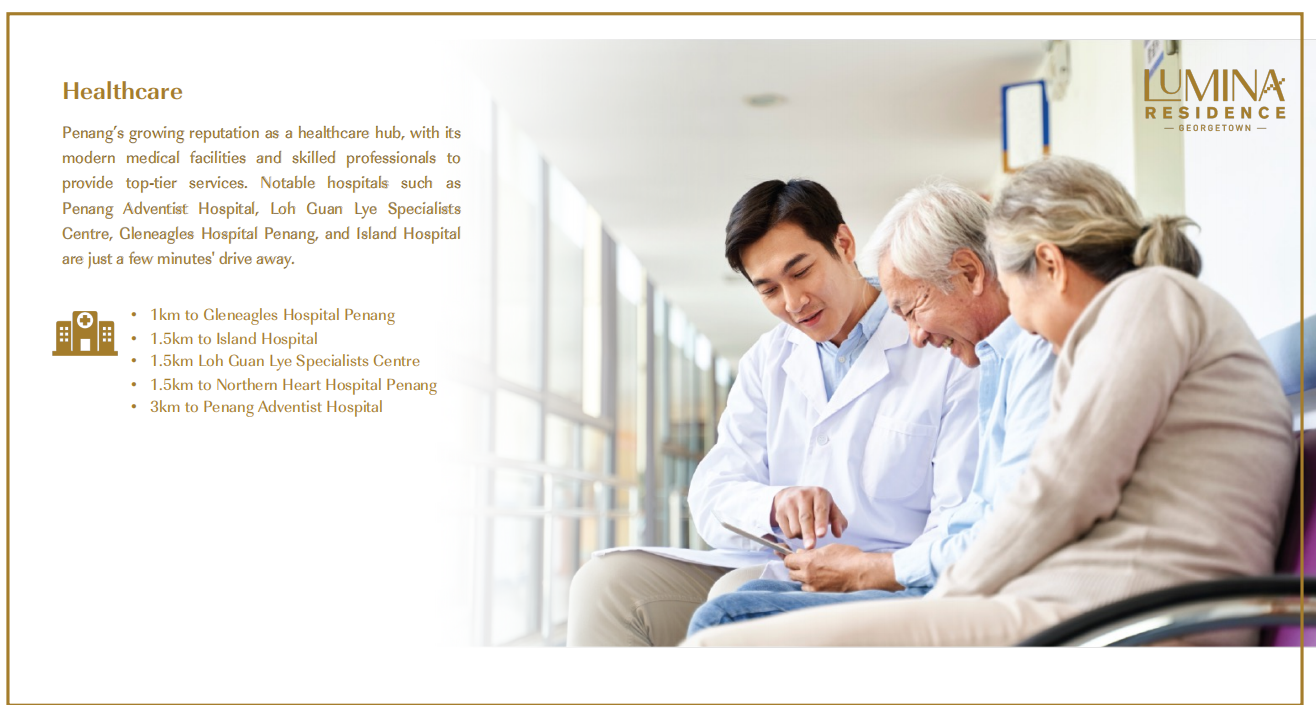 Healthcare
Penang's growing reputation as a healthcare hub, with its
modern medical facilities and skilled professionals to
provide top-tier services. Notable hospitals such as
Penang Adventist Hospital, Loh Guan Lye Specialists
Centre, Gleneagles Hospital Penang, and Island Hospital
are just a few minutes' drive away.
• 1km to Gleneagles Hospital Penang
• 1.5km to Island Hospital
• 1.5km Loh Guan Lye Specialists Centre
• 1.5km to Northern Heart Hospital Penang
• 3km to Penang Adventist Hospital
LUMINA
RESIDENCE
— GEORGETOWN —